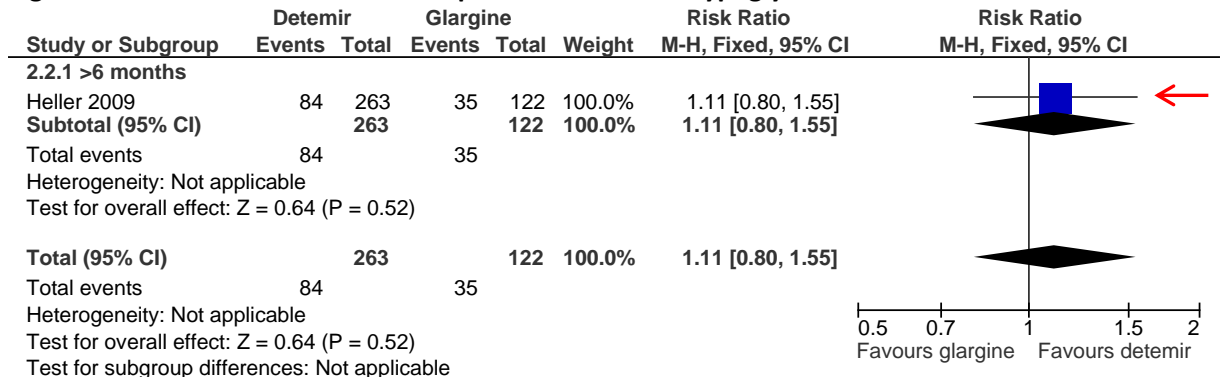 Detemir Glargine Risk Ratio Risk Ratio
Study or Subgroup Events Total Events Total Weight M-H, Fixed, 95% CI M-H, Fixed, 95% CI
2.2.1 >6 months
Heller 2009 84 263 35 122 100.0% 1.11 [0.80, 1.55]
Subtotal (95% CI) 263 122 100.0% 1.11 [0.80, 1.55]
Total events 84 35
Heterogeneity: Not applicable
Test for overall effect: Z = 0.64 (P = 0.52)
Total (95% CI) 263 122 100.0% 1.11 [0.80, 1.55]
Total events 84 35
Heterogeneity: Not applicable
Test for overall effect: Z = 0.64 (P = 0.52)
Test for subgroup differences: Not applicable
0.5 0.7 1 1.5 2
Favours glargine Favours detemir